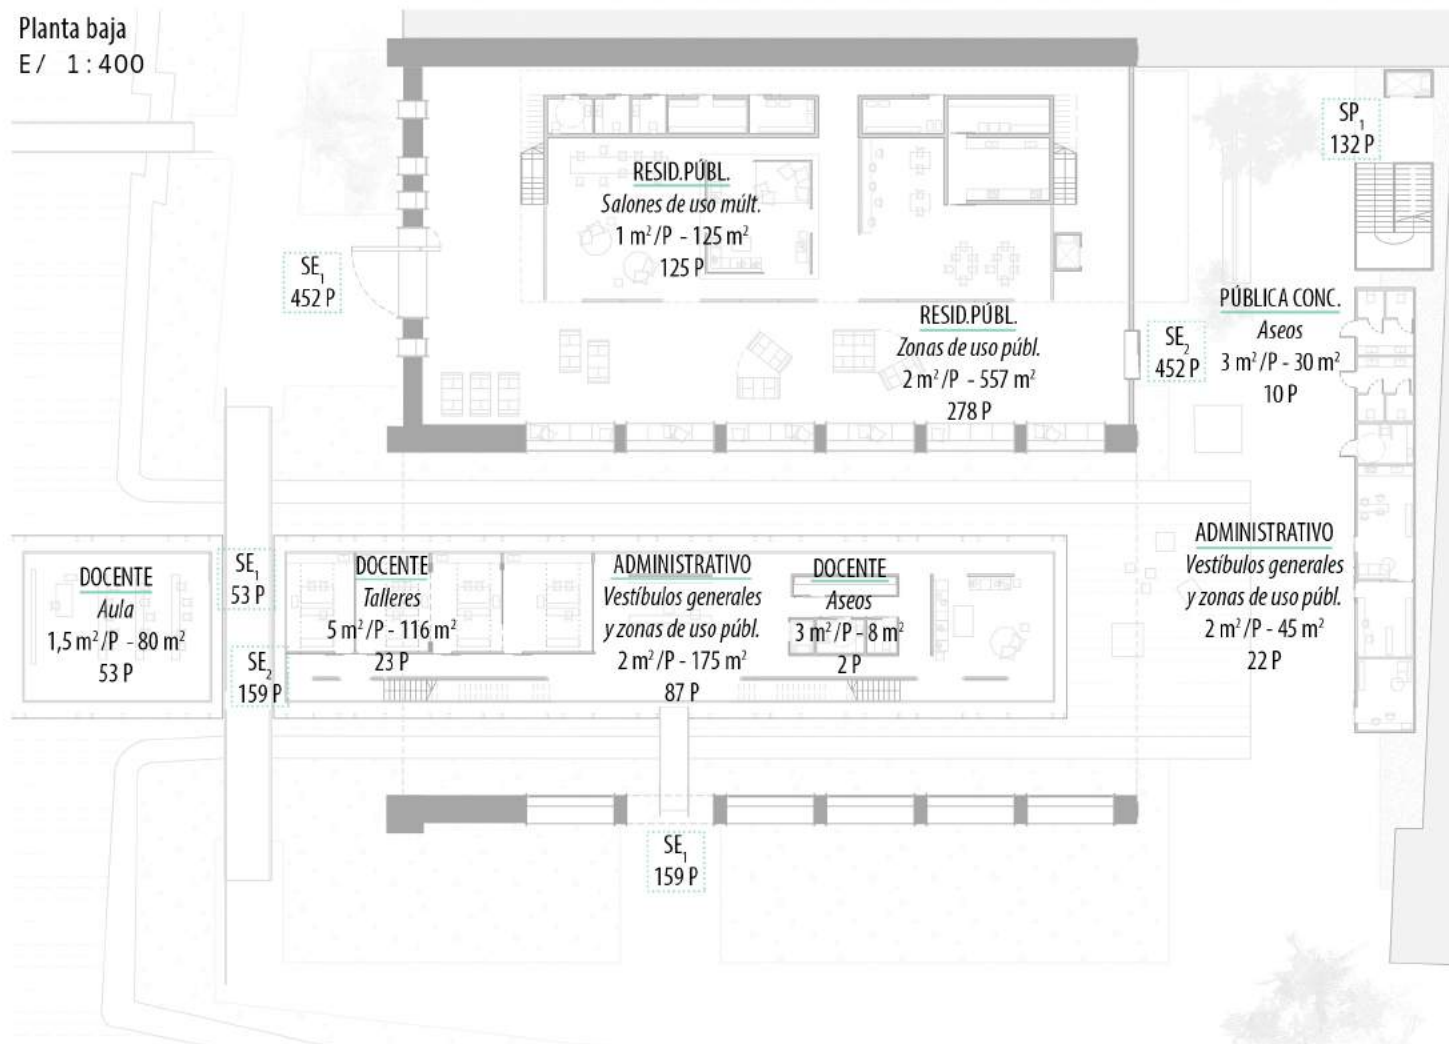 Planta baja
E/ 1:400
SP1
132 P
RESID.PÚBL.
Salones de uso múlt.
1 m²/P - 125 m²
125 P
SE1
452 P
RESID.PÚBL.
Zonas de uso públ.
2 m²/P - 557 m²
278 P
SE2
452 P
PÚBLICA CONC.
Aseos
3 m²/P - 30 m²
10 P
DOCENTE
Aula
1,5 m²/P - 80 m²
53 P
SE1
53 P
SE2
159 P
DOCENTE
Talleres
5 m²/P - 116 m²
23 P
ADMINISTRATIVO
Vestíbulos generales
y zonas de uso públ.
2 m²/P - 175 m²
87 P
DOCENTE
Aseos
3 m²/P - 8 m²
2 P
ADMINISTRATIVO
Vestíbulos generales
y zonas de uso públ.
2 m²/P - 45 m²
22 P
SE1
159 P